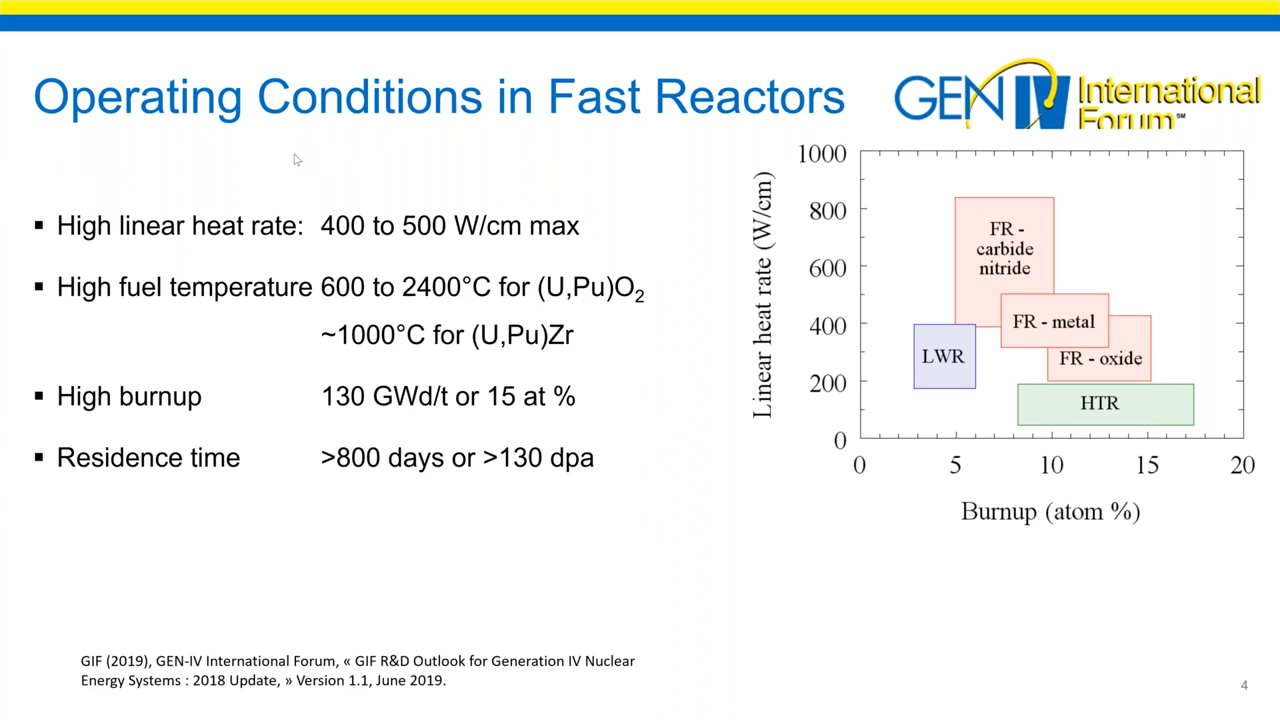 Operating Conditions in Fast Reactors
GEN IV International
Forum℠
▪ High linear heat rate: 400 to 500 W/cm max
▪ High fuel temperature 600 to 2400°C for (U,Pu)O₂
~1000°C for (U,Pu)Zr
▪ High burnup 130 GWd/t or 15 at %
▪ Residence time >800 days or >130 dpa
Linear heat rate (W/cm)
1000
800
600
400
200
0
FR -
carbide
nitride
FR - metal
LWR
FR - oxide
HTR
0 5 10 15 20
Burnup (atom %)
GIF (2019), GEN-IV International Forum, « GIF R&D Outlook for Generation IV Nuclear
Energy Systems : 2018 Update, » Version 1.1, June 2019.
4